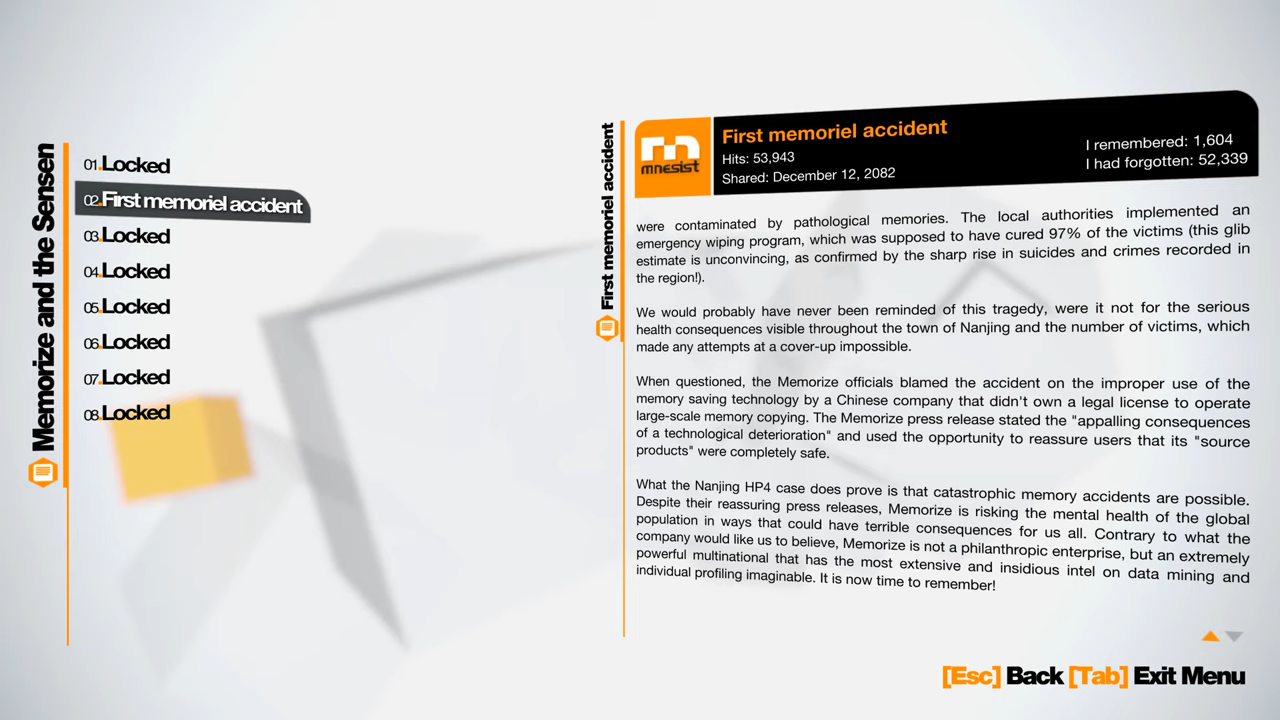 Memorize and the Sensen
01.Locked
02.First memoriel accident
03.Locked
04.Locked
05.Locked
06.Locked
07.Locked
08.Locked
First memoriel accident
mnesist
First memoriel accident
Hits: 53,943
Shared: December 12, 2082
I remembered: 1,604
I had forgotten: 52,339
were contaminated by pathological memories. The local authorities implemented an
emergency wiping program, which was supposed to have cured 97% of the victims (this glib
estimate is unconvincing, as confirmed by the sharp rise in suicides and crimes recorded in
the region!).
We would probably have never been reminded of this tragedy, were it not for the serious
health consequences visible throughout the town of Nanjing and the number of victims, which
made any attempts at a cover-up impossible.
When questioned, the Memorize officials blamed the accident on the improper use of the
memory saving technology by a Chinese company that didn't own a legal license to operate
large-scale memory copying. The Memorize press release stated the "appalling consequences
of a technological deterioration" and used the opportunity to reassure users that its "source
products" were completely safe.
What the Nanjing HP4 case does prove is that catastrophic memory accidents are possible.
Despite their reassuring press releases, Memorize is risking the mental health of the global
population in ways that could have terrible consequences for us all. Contrary to what the
company would like us to believe, Memorize is not a philanthropic enterprise, but an extremely
powerful multinational that has the most extensive and insidious intel on data mining and
individual profiling imaginable. It is now time to remember!
[Esc] Back [Tab] Exit Menu